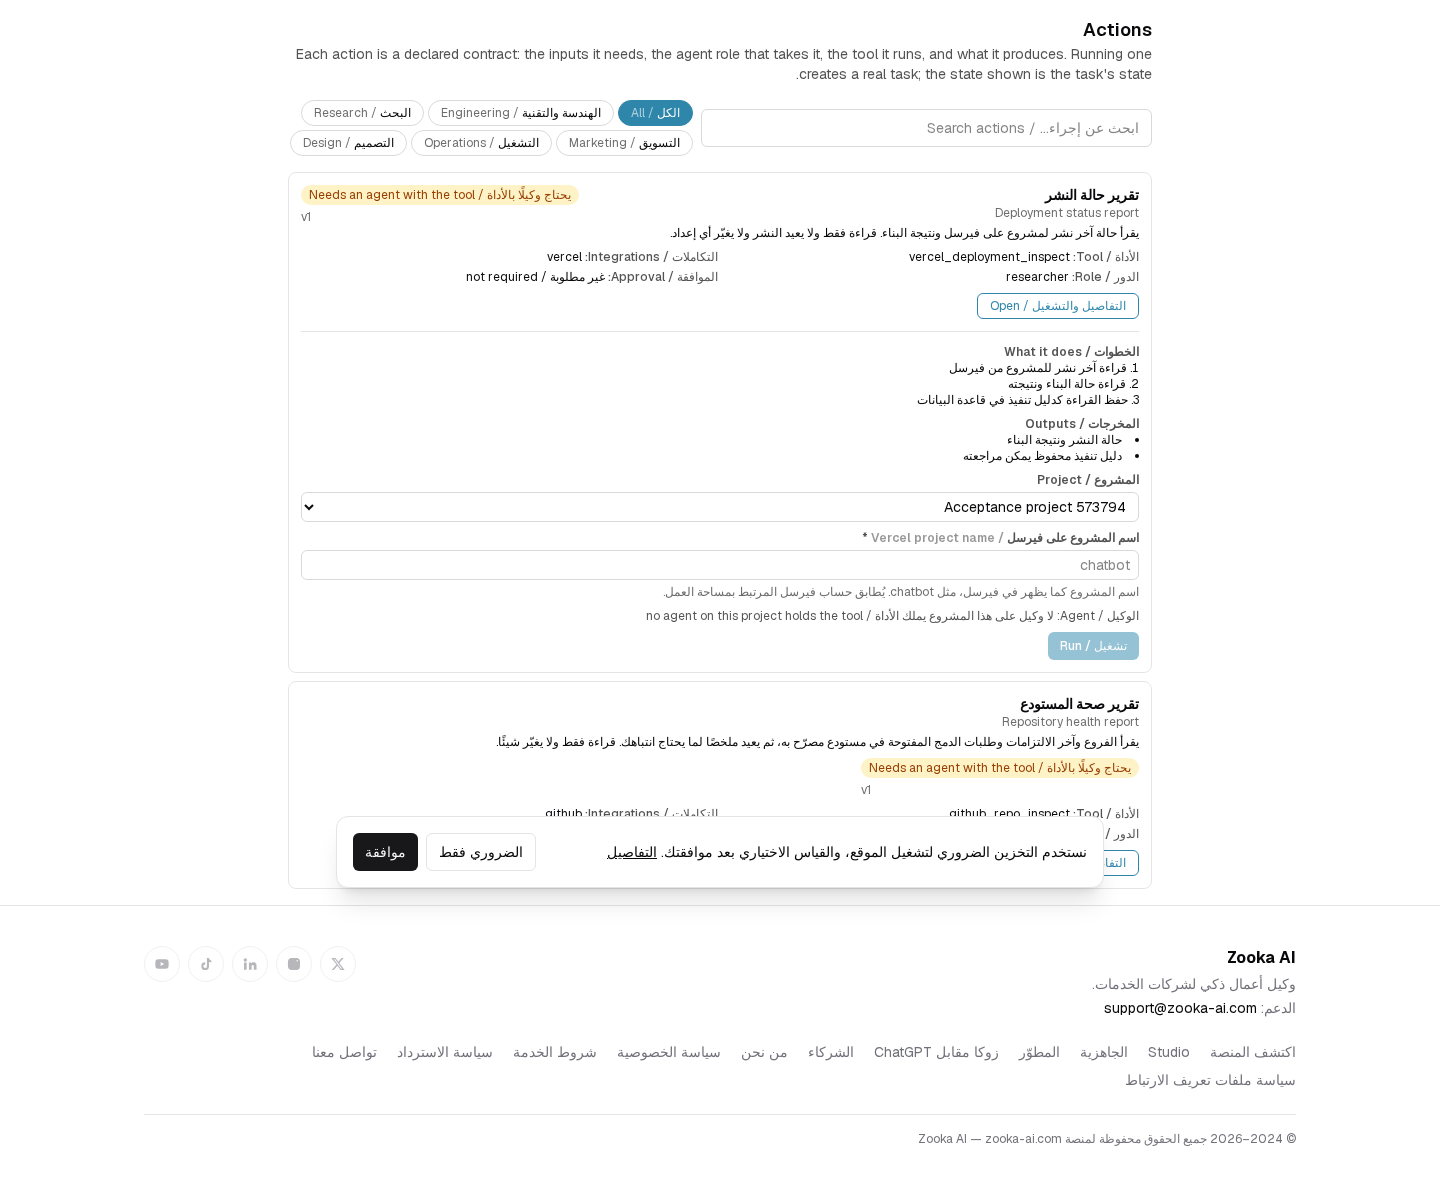 Actions
Each action is a declared contract: the inputs it needs, the agent role that takes it, the tool it runs, and what it produces. Running one
creates a real task; the state shown is the task's state.
ابحث عن إجراء... / Search actions
الكل / All
الهندسة والتقنية / Engineering
البحث / Research
التسويق / Marketing
التشغيل / Operations
التصميم / Design
تقرير حالة النشر
يحتاج وكيلًا بالأداة / Needs an agent with the tool
Deployment status report
v1
يقرأ حالة آخر نشر لمشروع على فيرسل ونتيجة البناء. قراءة فقط ولا يعيد النشر ولا يغيّر أي إعداد.
الأداة / Tool: vercel_deployment_inspect
التكاملات / Integrations: vercel
الدور / Role: researcher
الموافقة / Approval: غير مطلوبة / not required
التفاصيل والتشغيل / Open
الخطوات / What it does
1. قراءة آخر نشر للمشروع من فيرسل
2. قراءة حالة البناء ونتيجته
3. حفظ القراءة كدليل تنفيذ في قاعدة البيانات
المخرجات / Outputs
• حالة النشر ونتيجة البناء
• دليل تنفيذ محفوظ يمكن مراجعته
المشروع / Project
Acceptance project 573794
اسم المشروع على فيرسل / Vercel project name *
chatbot
اسم المشروع كما يظهر في فيرسل، مثل chatbot. يُطابق حساب فيرسل المرتبط بمساحة العمل.
الوكيل / Agent: لا وكيل على هذا المشروع يملك الأداة / no agent on this project holds the tool
تشغيل / Run
تقرير صحة المستودع
Repository health report
يقرأ الفروع وآخر الالتزامات وطلبات الدمج المفتوحة في مستودع مصرّح به، ثم يعيد ملخصًا لما يحتاج انتباهك. قراءة فقط ولا يغيّر شيئًا.
يحتاج وكيلًا بالأداة / Needs an agent with the tool
v1
الأداة / Tool: github_repo_inspect
التكاملات / Integrations: github
الدور /
نستخدم التخزين الضروري لتشغيل الموقع، والقياس الاختياري بعد موافقتك. التفاصيل
الضروري فقط
موافقة
Zooka AI
وكيل أعمال ذكي لشركات الخدمات.
الدعم: support@zooka-ai.com
اكتشف المنصة
Studio
الجاهزية
المطوّر
زوكا مقابل ChatGPT
الشركاء
من نحن
سياسة الخصوصية
شروط الخدمة
سياسة الاسترداد
تواصل معنا
سياسة ملفات تعريف الارتباط
© 2024–2026 جميع الحقوق محفوظة لمنصة Zooka AI — zooka-ai.com